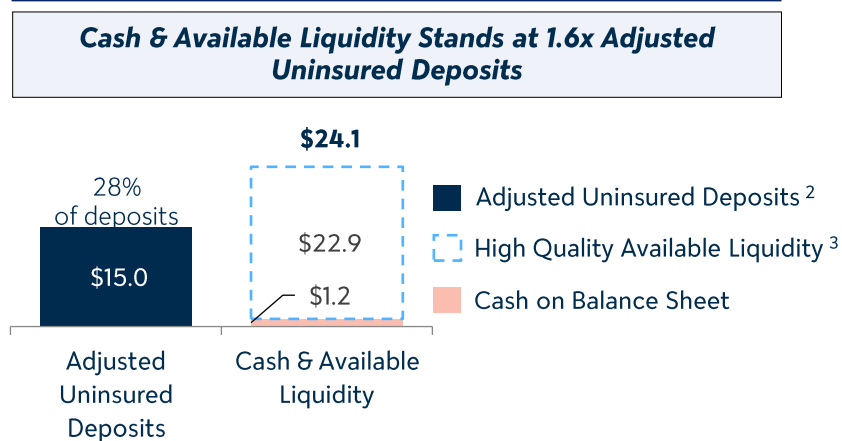 Cash & Available Liquidity Stands at 1.6x Adjusted
Uninsured Deposits
$24.1
28%
of deposits
$15.0
$22.9
$1.2
Adjusted Uninsured Deposits 2
High Quality Available Liquidity 3
Cash on Balance Sheet
Adjusted
Uninsured
Deposits
Cash & Available
Liquidity